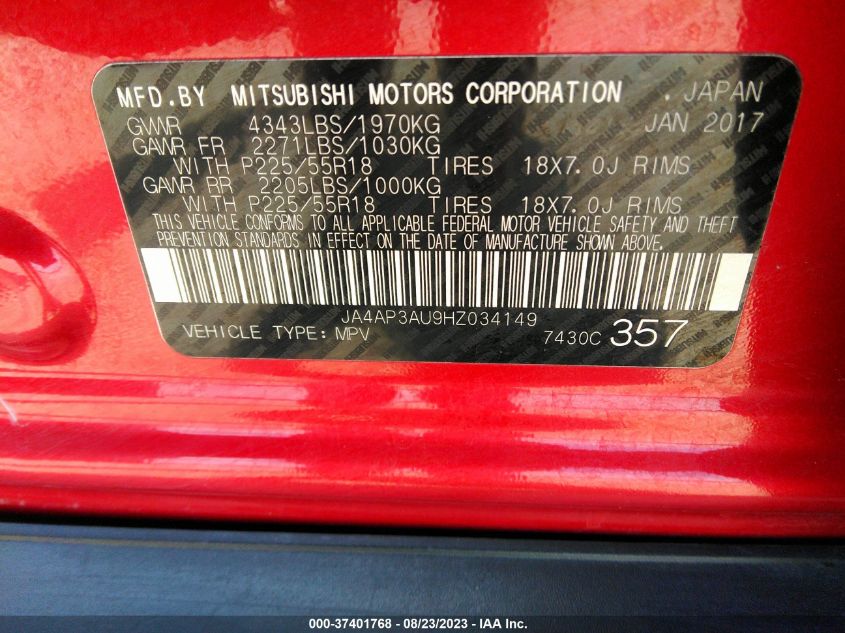 MFD.BY MITSUBISHI MOTORS CORPORATION . JAPAN
GVWR 4343LBS/1970KG JAN 2017
GAWR FR 2271LBS/1030KG
WITH P225/55R18 TIRES 18X7.0J RIMS
GAWR RR 2205LBS/1000KG
WITH P225/55R18 TIRES 18X7.0J RIMS
THIS VEHICLE CONFORMS TO ALL APPLICABLE FEDERAL MOTOR VEHICLE SAFETY AND THEFT
PREVENTION STANDARDS IN EFFECT ON THE DATE OF MANUFACTURE SHOWN ABOVE.
JA4AP3AU9HZ034149
VEHICLE TYPE: MPV 7430C 357
000-37401768 - 08/23/2023 - IAA Inc.